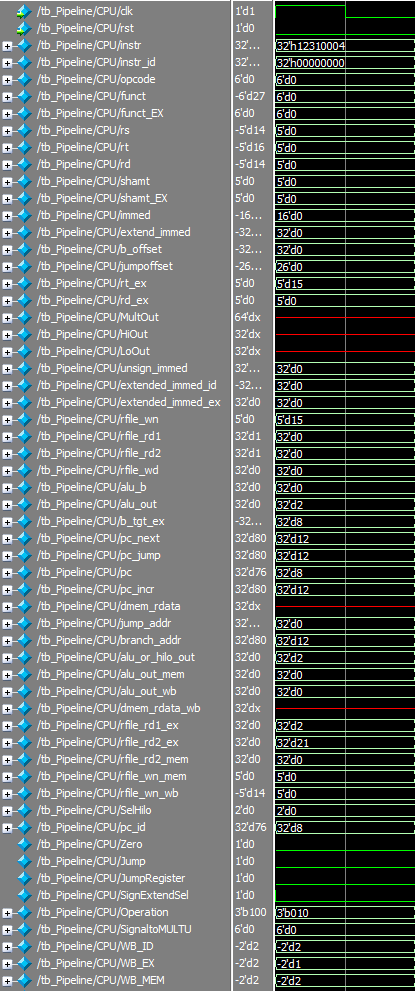 /tb_Pipeline/CPU/clk 1'd1
/tb_Pipeline/CPU/rst 1'd0
/tb_Pipeline/CPU/instr 32'... 32'h12310004
/tb_Pipeline/CPU/instr_id 32'... 32'h00000000
/tb_Pipeline/CPU/opcode 6'd0 6'd0
/tb_Pipeline/CPU/funct -6'd27 6'd0
/tb_Pipeline/CPU/funct_EX 6'd0 6'd0
/tb_Pipeline/CPU/rs -5'd14 5'd0
/tb_Pipeline/CPU/rt -5'd16 5'd0
/tb_Pipeline/CPU/rd -5'd14 5'd0
/tb_Pipeline/CPU/shamt 5'd0 5'd0
/tb_Pipeline/CPU/shamt_EX 5'd0 5'd0
/tb_Pipeline/CPU/immed -16... 16'd0
/tb_Pipeline/CPU/extend_immed -32... 32'd0
/tb_Pipeline/CPU/b_offset -32... 32'd0
/tb_Pipeline/CPU/jumpoffset -26... 26'd0
/tb_Pipeline/CPU/rt_ex 5'd0 5'd15
/tb_Pipeline/CPU/rd_ex 5'd0 5'd0
/tb_Pipeline/CPU/MultOut 64'dx
/tb_Pipeline/CPU/HiOut 32'dx
/tb_Pipeline/CPU/LoOut 32'dx
/tb_Pipeline/CPU/unsign_immed 32'... 32'd0
/tb_Pipeline/CPU/extended_immed_id -32... 32'd0
/tb_Pipeline/CPU/extended_immed_ex 32'd0 32'd0
/tb_Pipeline/CPU/rfile_wn 5'd0 5'd15
/tb_Pipeline/CPU/rfile_rd1 32'd1 32'd0
/tb_Pipeline/CPU/rfile_rd2 32'd1 32'd0
/tb_Pipeline/CPU/rfile_wd 32'd0 32'd0
/tb_Pipeline/CPU/alu_b 32'd0 32'd0
/tb_Pipeline/CPU/alu_out 32'd0 32'd2
/tb_Pipeline/CPU/b_tgt_ex -32... 32'd8
/tb_Pipeline/CPU/pc_next 32'd80 32'd12
/tb_Pipeline/CPU/pc_jump 32'd80 32'd12
/tb_Pipeline/CPU/pc 32'd76 32'd8
/tb_Pipeline/CPU/pc_incr 32'd80 32'd12
/tb_Pipeline/CPU/dmem_rdata 32'dx
/tb_Pipeline/CPU/jump_addr 32'... 32'd0
/tb_Pipeline/CPU/branch_addr 32'd80 32'd12
/tb_Pipeline/CPU/alu_or_hilo_out 32'd0 32'd2
/tb_Pipeline/CPU/alu_out_mem 32'd0 32'd0
/tb_Pipeline/CPU/alu_out_wb 32'd0 32'd0
/tb_Pipeline/CPU/dmem_rdata_wb 32'dx
/tb_Pipeline/CPU/rfile_rd1_ex 32'd0 32'd2
/tb_Pipeline/CPU/rfile_rd2_ex 32'd0 32'd21
/tb_Pipeline/CPU/rfile_rd2_mem 32'd0 32'd0
/tb_Pipeline/CPU/rfile_wn_mem 5'd0 5'd0
/tb_Pipeline/CPU/rfile_wn_wb -5'd14 5'd0
/tb_Pipeline/CPU/SelHilo 2'd0 2'd0
/tb_Pipeline/CPU/pc_id 32'd76 32'd8
/tb_Pipeline/CPU/Zero 1'd0
/tb_Pipeline/CPU/Jump 1'd0
/tb_Pipeline/CPU/JumpRegister 1'd0
/tb_Pipeline/CPU/SignExtendSel 1'd0
/tb_Pipeline/CPU/Operation 3'b100 3'b010
/tb_Pipeline/CPU/SignaltoMULTU 6'd0 6'd0
/tb_Pipeline/CPU/WB_ID -2'd2 -2'd2
/tb_Pipeline/CPU/WB_EX -2'd2 -2'd1
/tb_Pipeline/CPU/WB_MEM -2'd2 -2'd2